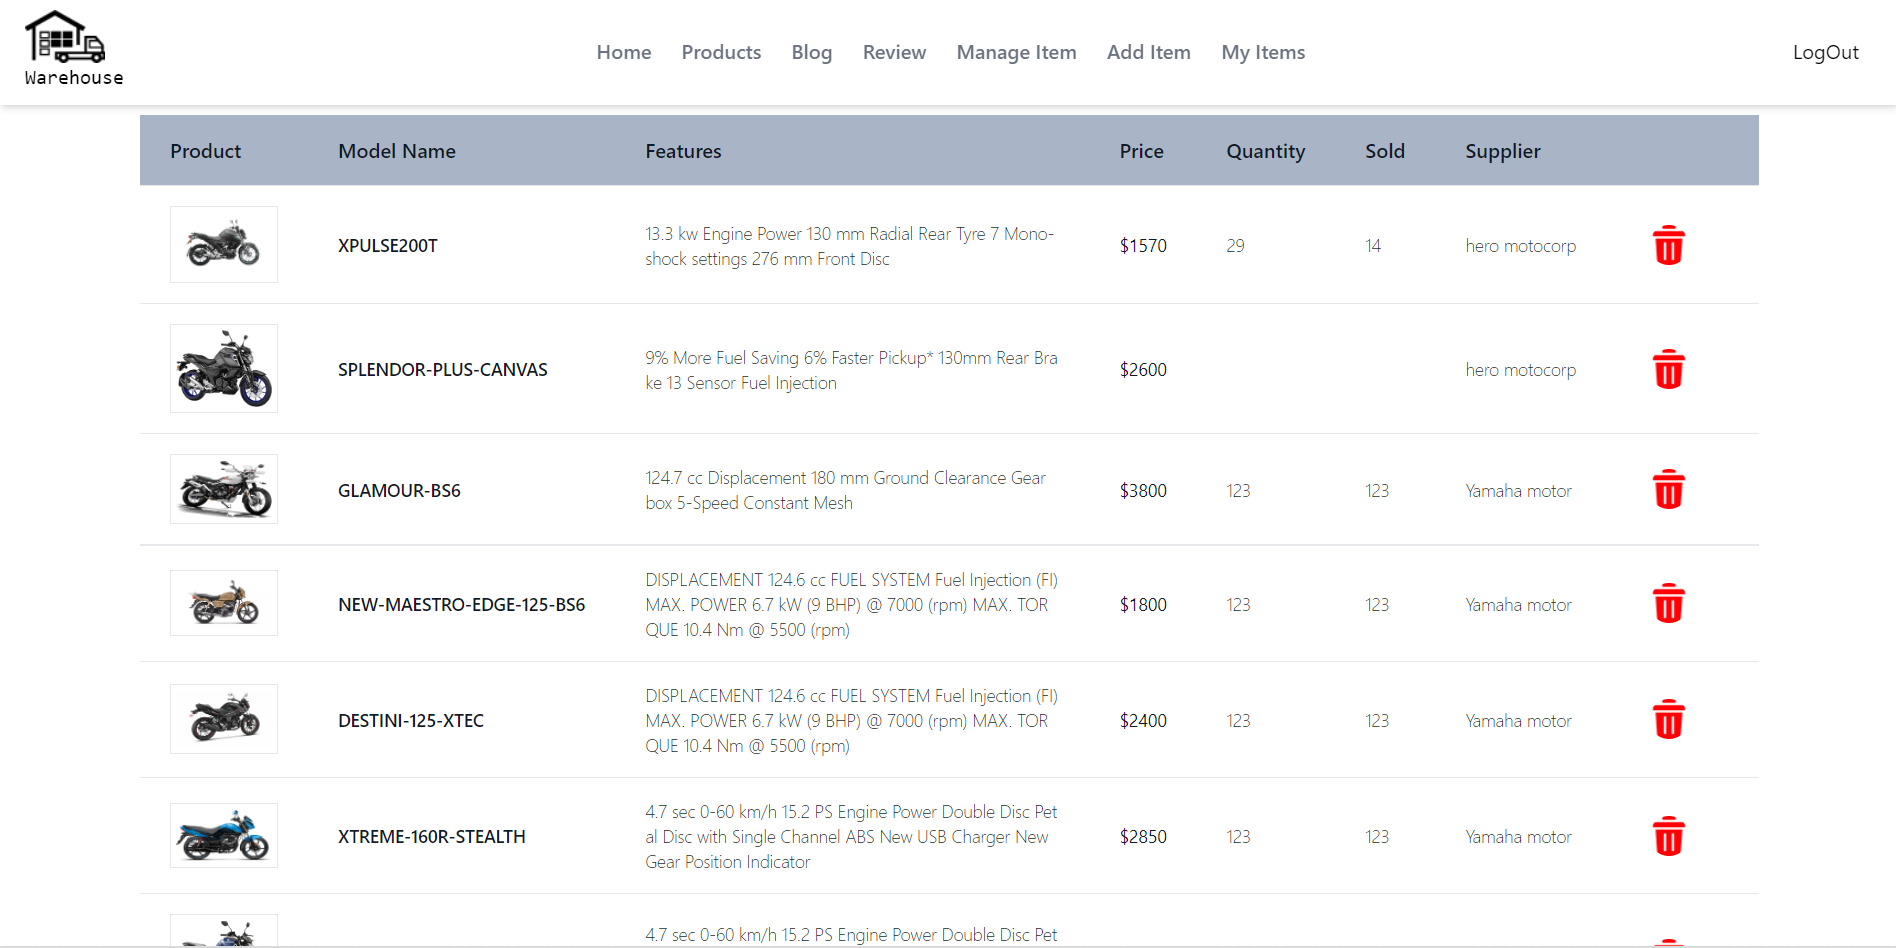 Warehouse
Home Products Blog Review Manage Item Add Item My Items
LogOut
Product Model Name Features Price Quantity Sold Supplier
XPULSE200T
13.3 kw Engine Power 130 mm Radial Rear Tyre 7 Mono-
shock settings 276 mm Front Disc
$1570 29 14 hero motocorp
SPLENDOR-PLUS-CANVAS
9% More Fuel Saving 6% Faster Pickup* 130mm Rear Bra
ke 13 Sensor Fuel Injection
$2600 hero motocorp
GLAMOUR-BS6
124.7 cc Displacement 180 mm Ground Clearance Gear
box 5-Speed Constant Mesh
$3800 123 123 Yamaha motor
NEW-MAESTRO-EDGE-125-BS6
DISPLACEMENT 124.6 cc FUEL SYSTEM Fuel Injection (FI)
MAX. POWER 6.7 kW (9 BHP) @ 7000 (rpm) MAX. TOR
QUE 10.4 Nm @ 5500 (rpm)
$1800 123 123 Yamaha motor
DESTINI-125-XTEC
DISPLACEMENT 124.6 cc FUEL SYSTEM Fuel Injection (FI)
MAX. POWER 6.7 kW (9 BHP) @ 7000 (rpm) MAX. TOR
QUE 10.4 Nm @ 5500 (rpm)
$2400 123 123 Yamaha motor
XTREME-160R-STEALTH
4.7 sec 0-60 km/h 15.2 PS Engine Power Double Disc Pet
al Disc with Single Channel ABS New USB Charger New
Gear Position Indicator
$2850 123 123 Yamaha motor
4.7 sec 0-60 km/h 15.2 PS Engine Power Double Disc Pet